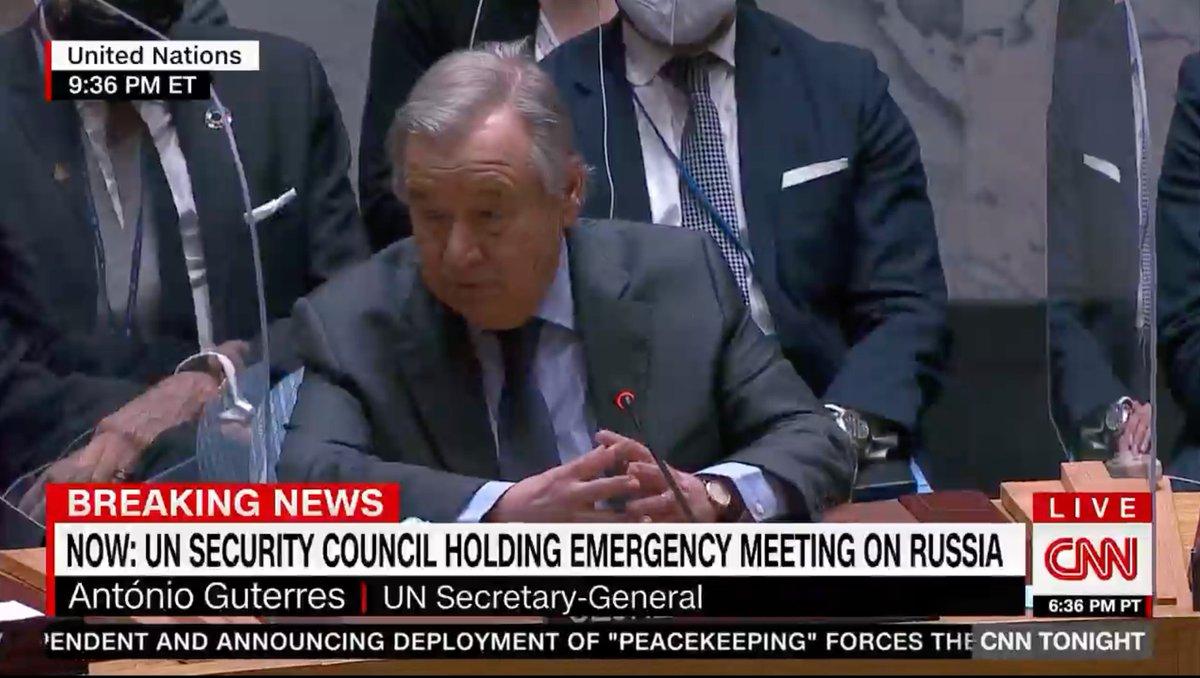 United Nations
9:36 PM ET
BREAKING NEWS
NOW: UN SECURITY COUNCIL HOLDING EMERGENCY MEETING ON RUSSIA
António Guterres | UN Secretary-General
LIVE
CNN
6:36 PM PT
PENDENT AND ANNOUNCING DEPLOYMENT OF "PEACEKEEPING" FORCES THE
CNN TONIGHT